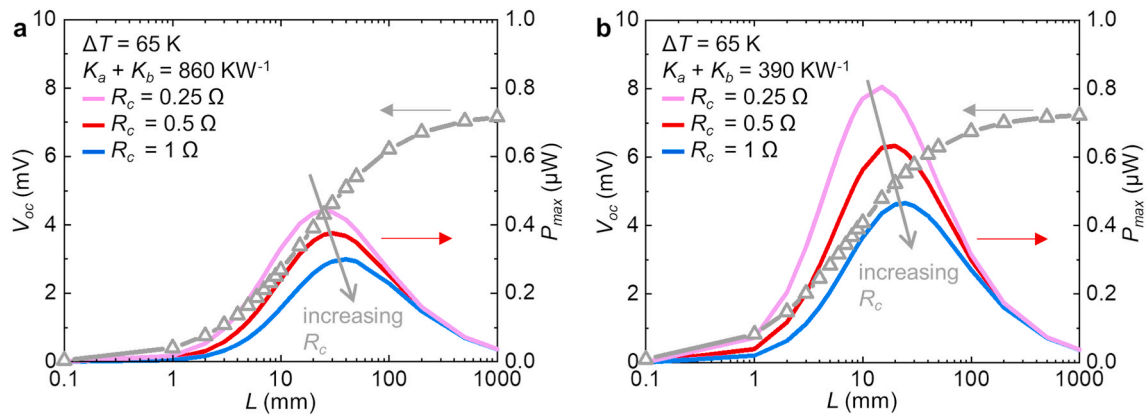 a
ΔT = 65 K
K_a + K_b = 860 KW⁻¹
R_c = 0.25 Ω
R_c = 0.5 Ω
R_c = 1 Ω
increasing
R_c
V_oc (mV)
10
8
6
4
2
0
P_max (µW)
1.0
0.8
0.6
0.4
0.2
0.0
0.1 1 10 100 1000
L (mm)
b
ΔT = 65 K
K_a + K_b = 390 KW⁻¹
R_c = 0.25 Ω
R_c = 0.5 Ω
R_c = 1 Ω
increasing
R_c
V_oc (mV)
10
8
6
4
2
0
P_max (µW)
1.0
0.8
0.6
0.4
0.2
0.0
0.1 1 10 100 1000
L (mm)